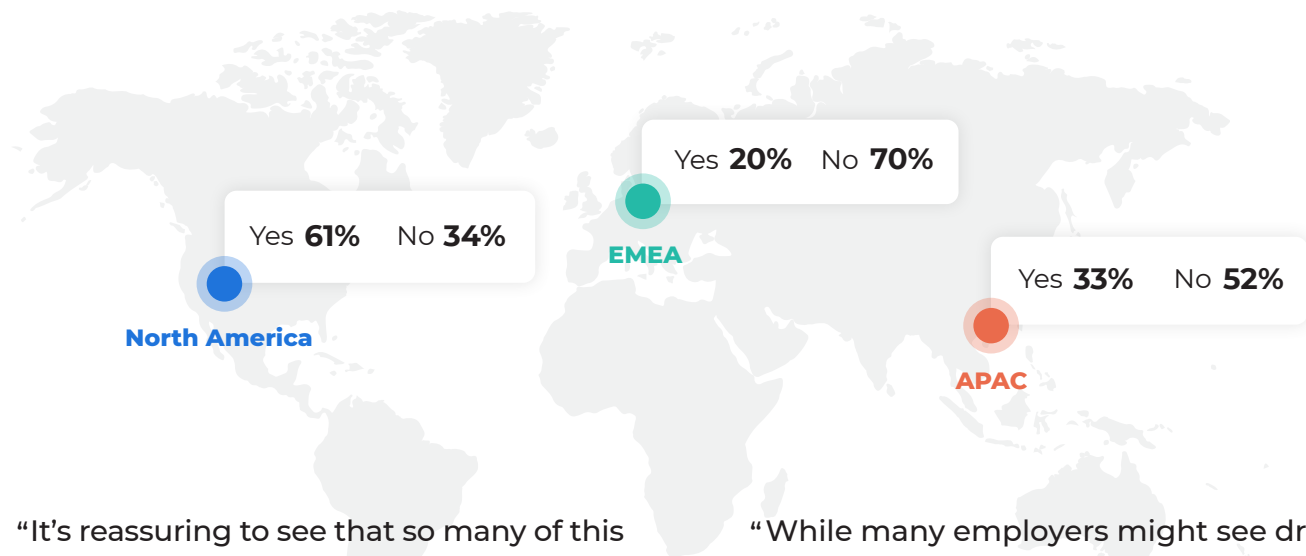 Yes 20% No 70%
EMEA
Yes 61% No 34%
North America
Yes 33% No 52%
APAC
“It’s reassuring to see that so many of this
“While many employers might see